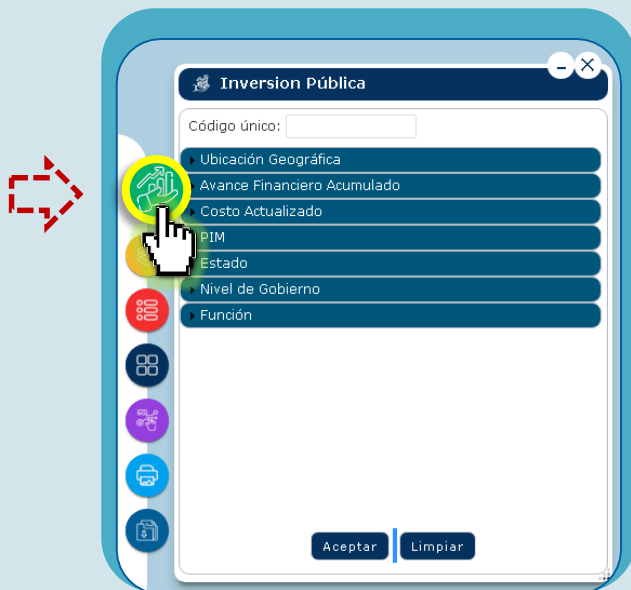 Inversion Pública
Código único:
Ubicación Geográfica
Avance Financiero Acumulado
Costo Actualizado
PIM
Estado
Nivel de Gobierno
Función
Aceptar Limpiar